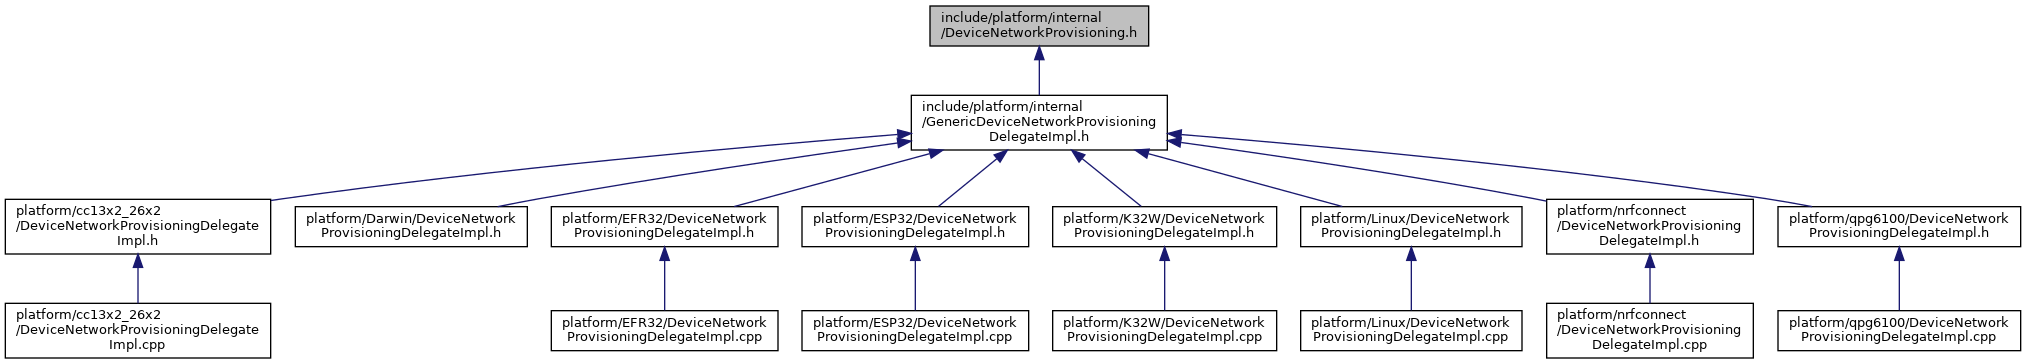 include/platform/internal
/DeviceNetworkProvisioning.h
include/platform/internal
/GenericDeviceNetworkProvisioning
DelegateImpl.h
platform/cc13x2_26x2
/DeviceNetworkProvisioningDelegate
Impl.h
platform/Darwin/DeviceNetwork
ProvisioningDelegateImpl.h
platform/EFR32/DeviceNetwork
ProvisioningDelegateImpl.h
platform/ESP32/DeviceNetwork
ProvisioningDelegateImpl.h
platform/K32W/DeviceNetwork
ProvisioningDelegateImpl.h
platform/Linux/DeviceNetwork
ProvisioningDelegateImpl.h
platform/nrfconnect
/DeviceNetworkProvisioning
DelegateImpl.h
platform/qpg6100/DeviceNetwork
ProvisioningDelegateImpl.h
platform/cc13x2_26x2
/DeviceNetworkProvisioningDelegate
Impl.cpp
platform/EFR32/DeviceNetwork
ProvisioningDelegateImpl.cpp
platform/ESP32/DeviceNetwork
ProvisioningDelegateImpl.cpp
platform/K32W/DeviceNetwork
ProvisioningDelegateImpl.cpp
platform/Linux/DeviceNetwork
ProvisioningDelegateImpl.cpp
platform/nrfconnect
/DeviceNetworkProvisioning
DelegateImpl.cpp
platform/qpg6100/DeviceNetwork
ProvisioningDelegateImpl.cpp